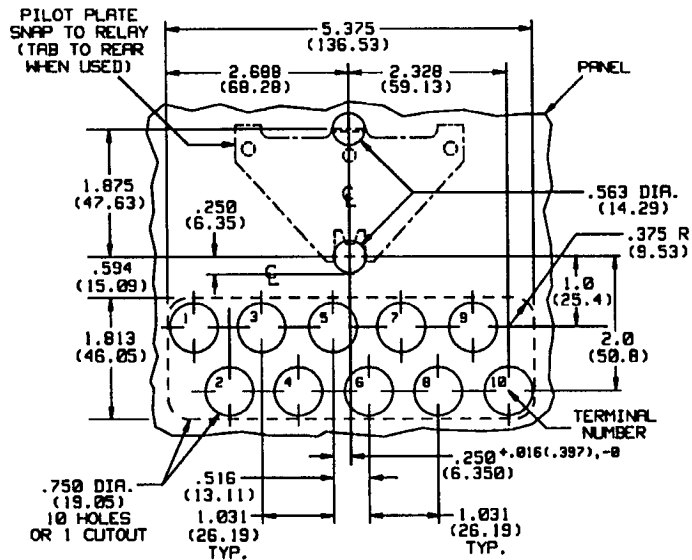 PILOT PLATE
SNAP TO RELAY
(TAB TO REAR
WHEN USED)
5.375
(136.53)
2.688
(68.28)
2.328
(59.13)
PANEL
1.875
(47.63)
.250
(6.35)
.563 DIA.
(14.29)
.375 R
(9.53)
.594
(15.09)
1.0
(25.4)
1.813
(46.05)
2.0
(50.8)
1
3
5
7
9
2
4
6
8
10
TERMINAL
NUMBER
.250 +.016(.397),-0
(6.350)
.750 DIA.
(19.05)
10 HOLES
OR 1 CUTOUT
.516
(13.11)
1.031
(26.19)
TYP.
1.031
(26.19)
TYP.